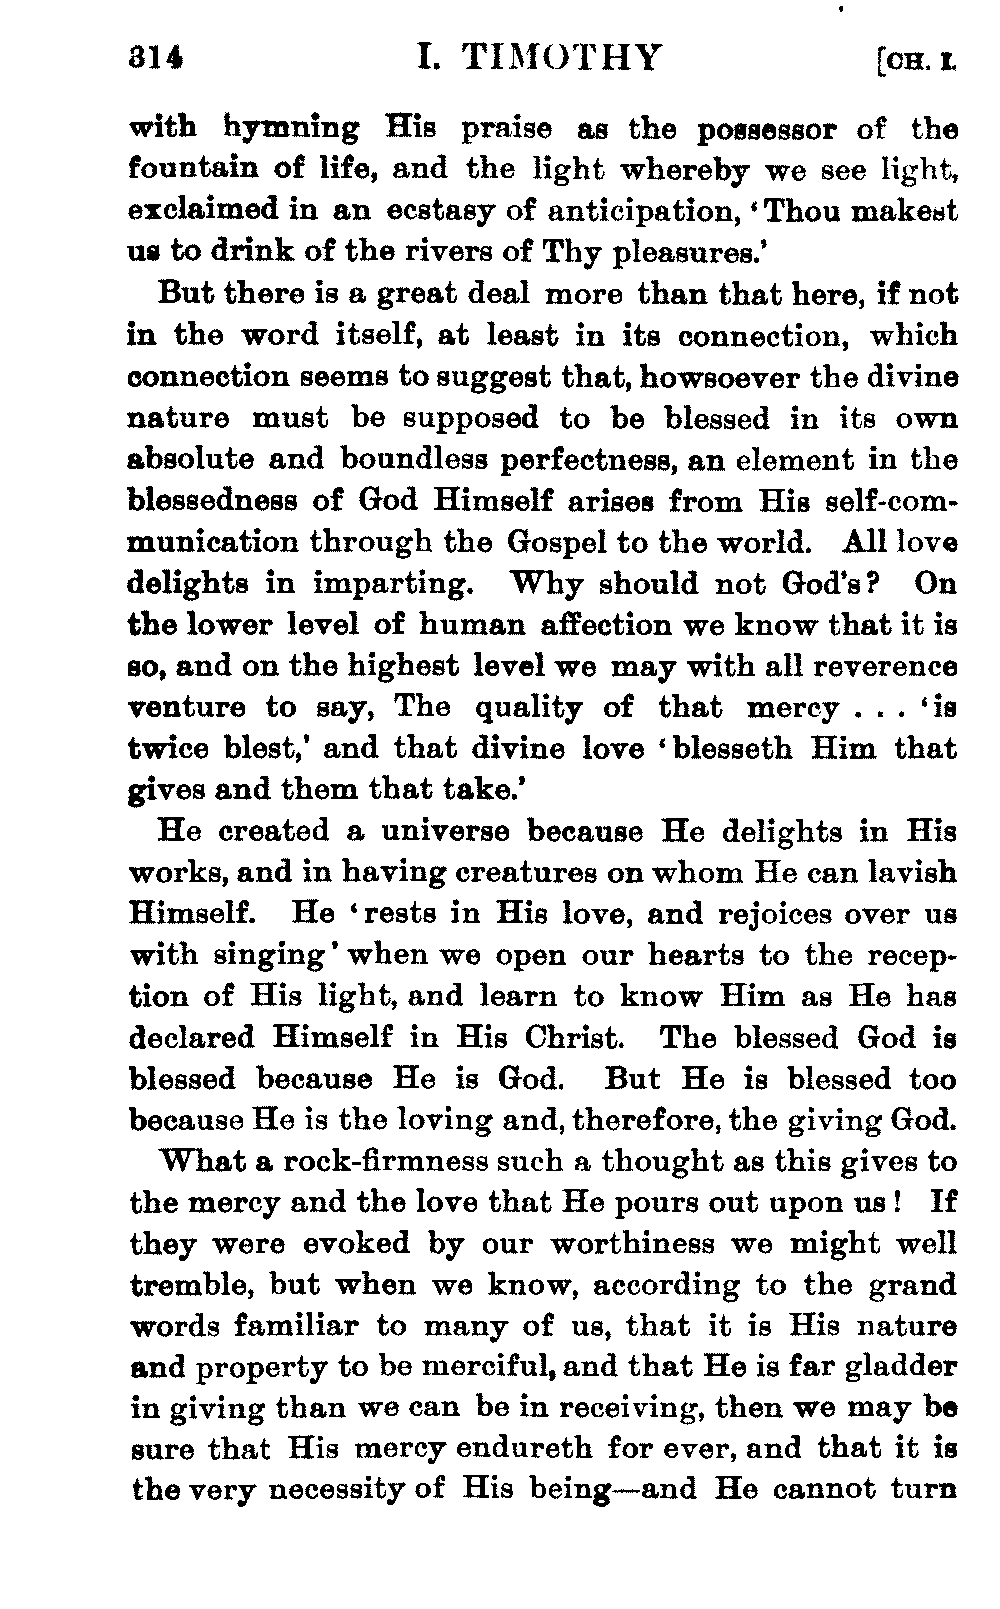 314 I. TIMOTHY [CH. I.
with hymning His praise as the possessor of the
fountain of life, and the light whereby we see light,
exclaimed in an ecstasy of anticipation, ‘Thou makest
us to drink of the rivers of Thy pleasures.’
But there is a great deal more than that here, if not
in the word itself, at least in its connection, which
connection seems to suggest that, howsoever the divine
nature must be supposed to be blessed in its own
absolute and boundless perfectness, an element in the
blessedness of God Himself arises from His self-com-
munication through the Gospel to the world. All love
delights in imparting. Why should not God’s? On
the lower level of human affection we know that it is
so, and on the highest level we may with all reverence
venture to say, The quality of that mercy . . . ‘is
twice blest,’ and that divine love ‘blesseth Him that
gives and them that take.’
He created a universe because He delights in His
works, and in having creatures on whom He can lavish
Himself. He ‘rests in His love, and rejoices over us
with singing’ when we open our hearts to the recep-
tion of His light, and learn to know Him as He has
declared Himself in His Christ. The blessed God is
blessed because He is God. But He is blessed too
because He is the loving and, therefore, the giving God.
What a rock-firmness such a thought as this gives to
the mercy and the love that He pours out upon us! If
they were evoked by our worthiness we might well
tremble, but when we know, according to the grand
words familiar to many of us, that it is His nature
and property to be merciful, and that He is far gladder
in giving than we can be in receiving, then we may be
sure that His mercy endureth for ever, and that it is
the very necessity of His being—and He cannot turn